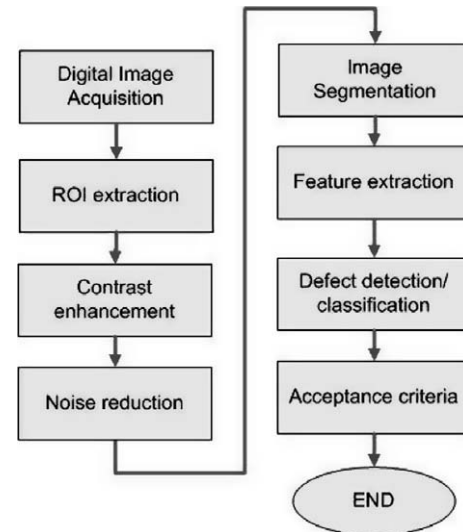 Digital Image
Acquisition
ROI extraction
Contrast
enhancement
Noise reduction
Image
Segmentation
Feature extraction
Defect detection/
classification
Acceptance criteria
END